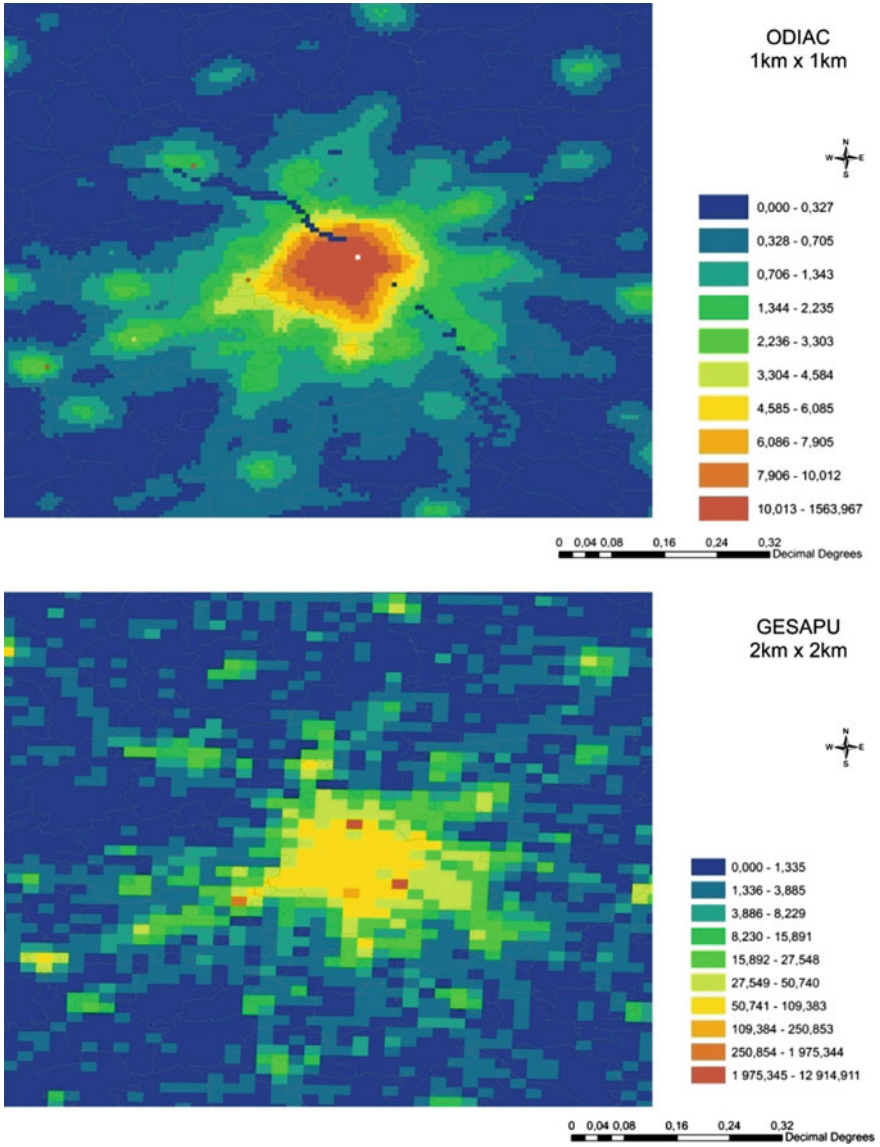 ODIAC
1km x 1km
N
W E
S
0,000 - 0,327
0,328 - 0,705
0,706 - 1,343
1,344 - 2,235
2,236 - 3,303
3,304 - 4,584
4,585 - 6,085
6,086 - 7,905
7,906 - 10,012
10,013 - 1563,967
0 0,04 0,08 0,16 0,24 0,32
Decimal Degrees
GESAPU
2km x 2km
N
W E
S
0,000 - 1,335
1,336 - 3,885
3,886 - 8,229
8,230 - 15,891
15,892 - 27,548
27,549 - 50,740
50,741 - 109,383
109,384 - 250,853
250,854 - 1 975,344
1 975,345 - 12 914,911
0 0,04 0,08 0,16 0,24 0,32
Decimal Degrees